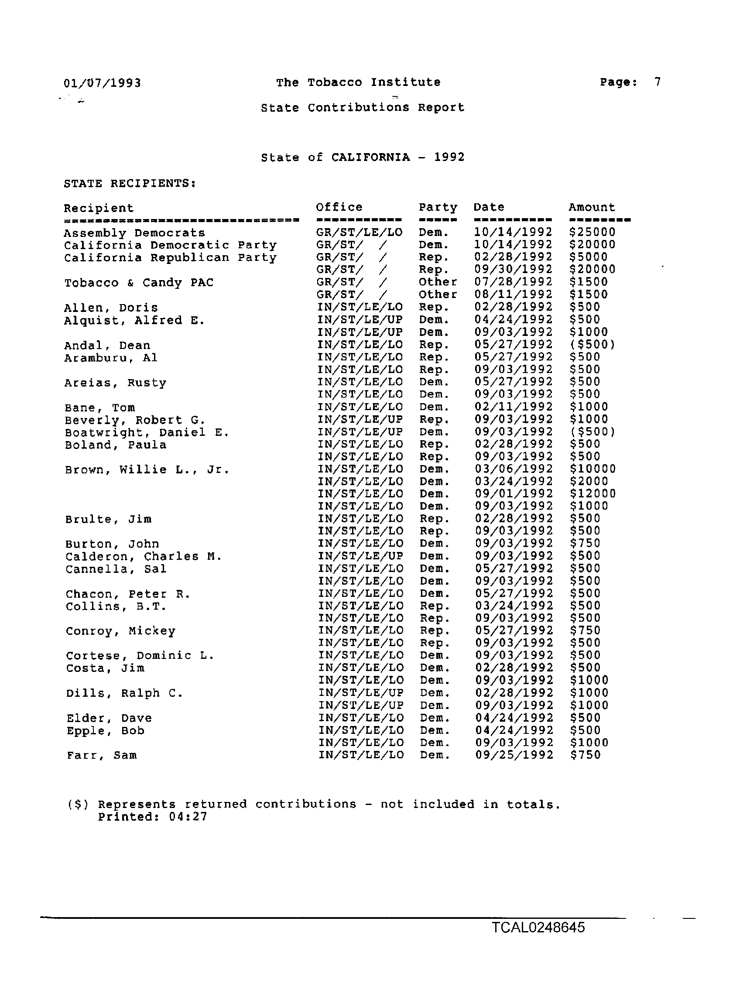 01/07/1993 The Tobacco Institute Page: 7
State Contributions Report
State of CALIFORNIA - 1992
STATE RECIPIENTS:
Recipient Office Party Date Amount
Assembly Democrats GR/ST/LE/LO Dem. 10/14/1992 $25000
California Democratic Party GR/ST/ / Dem. 10/14/1992 $20000
California Republican Party GR/ST/ / Rep. 02/28/1992 $5000
GR/ST/ / Rep. 09/30/1992 $20000
Tobacco & Candy PAC GR/ST/ / Other 07/28/1992 $1500
GR/ST/ / Other 08/11/1992 $1500
Allen, Doris IN/ST/LE/LO Rep. 02/28/1992 $500
Alquist, Alfred E. IN/ST/LE/UP Dem. 04/24/1992 $500
IN/ST/LE/UP Dem. 09/03/1992 $1000
Andal, Dean IN/ST/LE/LO Rep. 05/27/1992 ($500)
Aramburu, Al IN/ST/LE/LO Rep. 05/27/1992 $500
IN/ST/LE/LO Rep. 09/03/1992 $500
Areias, Rusty IN/ST/LE/LO Dem. 05/27/1992 $500
IN/ST/LE/LO Dem. 09/03/1992 $500
Bane, Tom IN/ST/LE/LO Dem. 02/11/1992 $1000
Beverly, Robert G. IN/ST/LE/UP Rep. 09/03/1992 $1000
Boatwright, Daniel E. IN/ST/LE/UP Dem. 09/03/1992 ($500)
Boland, Paula IN/ST/LE/LO Rep. 02/28/1992 $500
IN/ST/LE/LO Rep. 09/03/1992 $500
Brown, Willie L., Jr. IN/ST/LE/LO Dem. 03/06/1992 $10000
IN/ST/LE/LO Dem. 03/24/1992 $2000
IN/ST/LE/LO Dem. 09/01/1992 $12000
IN/ST/LE/LO Dem. 09/03/1992 $1000
Brulte, Jim IN/ST/LE/LO Rep. 02/28/1992 $500
IN/ST/LE/LO Rep. 09/03/1992 $500
Burton, John IN/ST/LE/LO Dem. 09/03/1992 $750
Calderon, Charles M. IN/ST/LE/UP Dem. 09/03/1992 $500
Cannella, Sal IN/ST/LE/LO Dem. 05/27/1992 $500
IN/ST/LE/LO Dem. 09/03/1992 $500
Chacon, Peter R. IN/ST/LE/LO Dem. 05/27/1992 $500
Collins, B.T. IN/ST/LE/LO Rep. 03/24/1992 $500
IN/ST/LE/LO Rep. 09/03/1992 $500
Conroy, Mickey IN/ST/LE/LO Rep. 05/27/1992 $750
IN/ST/LE/LO Rep. 09/03/1992 $500
Cortese, Dominic L. IN/ST/LE/LO Dem. 09/03/1992 $500
Costa, Jim IN/ST/LE/LO Dem. 02/28/1992 $500
IN/ST/LE/LO Dem. 09/03/1992 $1000
Dills, Ralph C. IN/ST/LE/UP Dem. 02/28/1992 $1000
IN/ST/LE/UP Dem. 09/03/1992 $1000
Elder, Dave IN/ST/LE/LO Dem. 04/24/1992 $500
Epple, Bob IN/ST/LE/LO Dem. 04/24/1992 $500
IN/ST/LE/LO Dem. 09/03/1992 $1000
Farr, Sam IN/ST/LE/LO Dem. 09/25/1992 $750
($) Represents returned contributions - not included in totals.
Printed: 04:27
TCAL0248645